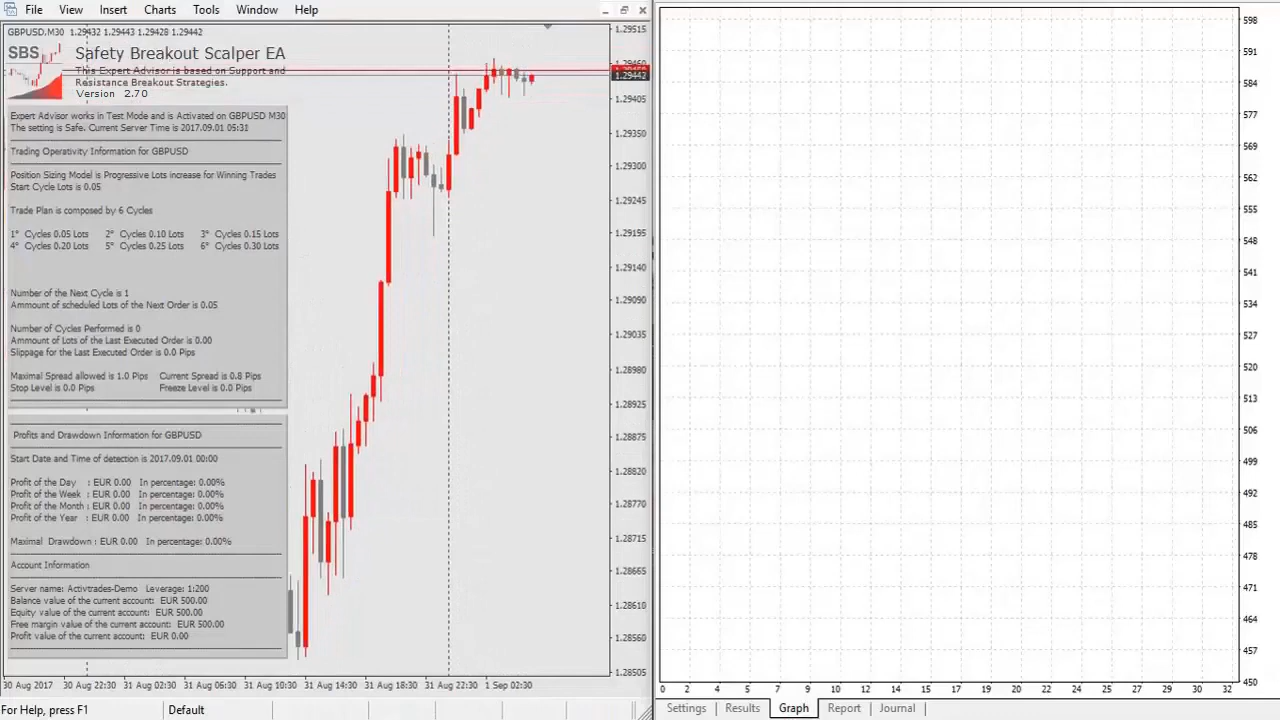 File View Insert Charts Tools Window Help
GBPUSD,M30 1.29432 1.29443 1.29428 1.29442
SBS Safety Breakout Scalper EA
This Expert Advisor is based on Support and
Resistance Breakout Strategies.
Version 2.70
Expert Advisor works in Test Mode and is Activated on GBPUSD M30
The setting is Safe. Current Server Time is 2017.09.01 05:31
Trading Operativity Information for GBPUSD
Position Sizing Model is Progressive Lots increase for Winning Trades
Start Cycle Lots is 0.05
Trade Plan is composed by 6 Cycles
1° Cycles 0.05 Lots 2° Cycles 0.10 Lots 3° Cycles 0.15 Lots
4° Cycles 0.20 Lots 5° Cycles 0.25 Lots 6° Cycles 0.30 Lots
Number of the Next Cycle is 1
Ammount of scheduled Lots of the Next Order is 0.05
Number of Cycles Performed is 0
Ammount of Lots of the Last Executed Order is 0.00
Slippage for the Last Executed Order is 0.0 Pips
Maximal Spread allowed is 1.0 Pips Current Spread is 0.8 Pips
Stop Level is 0.0 Pips Freeze Level is 0.0 Pips
Profits and Drawdown Information for GBPUSD
Start Date and Time of detection is 2017.09.01 00:00
Profit of the Day : EUR 0.00 In percentage: 0.00%
Profit of the Week : EUR 0.00 In percentage: 0.00%
Profit of the Month : EUR 0.00 In percentage: 0.00%
Profit of the Year : EUR 0.00 In percentage: 0.00%
Maximal Drawdown : EUR 0.00 In percentage: 0.00%
Account Information
Server name: Activtrades-Demo Leverage: 1:200
Balance value of the current account: EUR 500.00
Equity value of the current account: EUR 500.00
Free margin value of the current account: EUR 500.00
Profit value of the current account: EUR 0.00
1.29515
1.29442
1.29405
1.29350
1.29300
1.29245
1.29195
1.29140
1.29090
1.29035
1.28980
1.28925
1.28875
1.28820
1.28770
1.28715
1.28665
1.28610
1.28560
1.28505
30 Aug 2017 30 Aug 22:30 31 Aug 02:30 31 Aug 06:30 31 Aug 10:30 31 Aug 14:30 31 Aug 18:30 31 Aug 22:30 1 Sep 02:30
For Help, press F1 Default
598
591
584
577
569
562
555
548
541
534
527
520
513
506
499
492
485
478
471
464
457
450
0 2 4 5 7 9 10 12 14 15 17 19 20 22 24 25 27 29 30 32
Settings Results Graph Report Journal